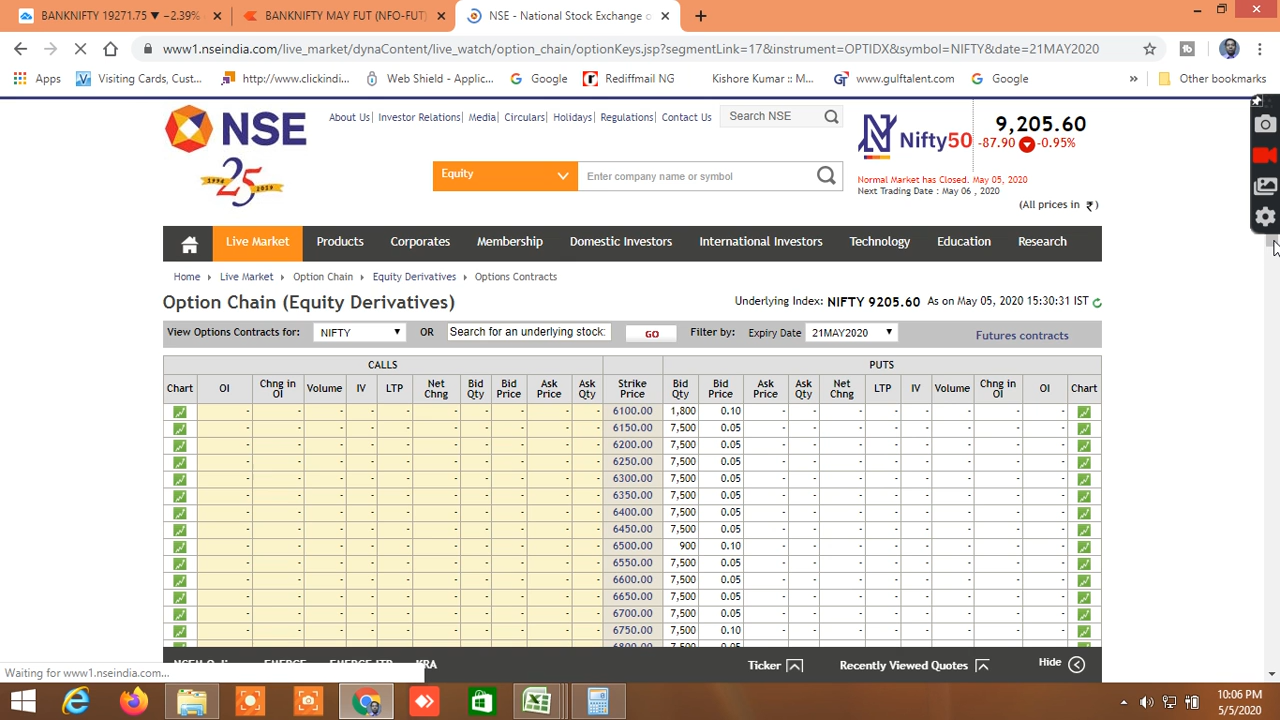 BANKNIFTY 19271.75 ▼ −2.39%
BANKNIFTY MAY FUT (NFO-FUT)
NSE - National Stock Exchange o
www1.nseindia.com/live_market/dynaContent/live_watch/option_chain/optionKeys.jsp?segmentLink=17&instrument=OPTIDX&symbol=NIFTY&date=21MAY2020
Apps Visiting Cards, Cust... http://www.clickindi... Web Shield - Applic... Google Rediffmail NG Kishore Kumar :: M... www.gulftalent.com Google » Other bookmarks
NSE
1994 25 2019
About Us| Investor Relations| Media| Circulars| Holidays| Regulations| Contact Us
Search NSE
Nifty50
9,205.60
-87.90 -0.95%
Equity
Enter company name or symbol
Normal Market has Closed. May 05, 2020
Next Trading Date : May 06 , 2020
(All prices in ₹ )
Live Market Products Corporates Membership Domestic Investors International Investors Technology Education Research
Home Live Market Option Chain Equity Derivatives Options Contracts
Option Chain (Equity Derivatives)
Underlying Index: NIFTY 9205.60 As on May 05, 2020 15:30:31 IST
View Options Contracts for: NIFTY OR Search for an underlying stock: GO Filter by: Expiry Date 21MAY2020 Futures contracts
CALLS PUTS
Chart OI Chng in OI Volume IV LTP Net Chng Bid Qty Bid Price Ask Price Ask Qty Strike Price Bid Qty Bid Price Ask Price Ask Qty Net Chng LTP IV Volume Chng in OI OI Chart
- - - - - - - - - - 6100.00 1,800 0.10 - - - - - - - -
- - - - - - - - - - 6150.00 7,500 0.05 - - - - - - - -
- - - - - - - - - - 6200.00 7,500 0.05 - - - - - - - -
- - - - - - - - - - 6250.00 7,500 0.05 - - - - - - - -
- - - - - - - - - - 6300.00 7,500 0.05 - - - - - - - -
- - - - - - - - - - 6350.00 7,500 0.05 - - - - - - - -
- - - - - - - - - - 6400.00 7,500 0.05 - - - - - - - -
- - - - - - - - - - 6450.00 7,500 0.05 - - - - - - - -
- - - - - - - - - - 6500.00 900 0.10 - - - - - - - -
- - - - - - - - - - 6550.00 7,500 0.05 - - - - - - - -
- - - - - - - - - - 6600.00 7,500 0.05 - - - - - - - -
- - - - - - - - - - 6650.00 7,500 0.05 - - - - - - - -
- - - - - - - - - - 6700.00 7,500 0.05 - - - - - - - -
- - - - - - - - - - 6750.00 7,500 0.10 - - - - - - - -
- - - - - - - - - - 6800.00 7,500 0.05 - - - - - - - -
KRA Ticker Recently Viewed Quotes Hide
Waiting for www1.nseindia.com...
10:06 PM
5/5/2020